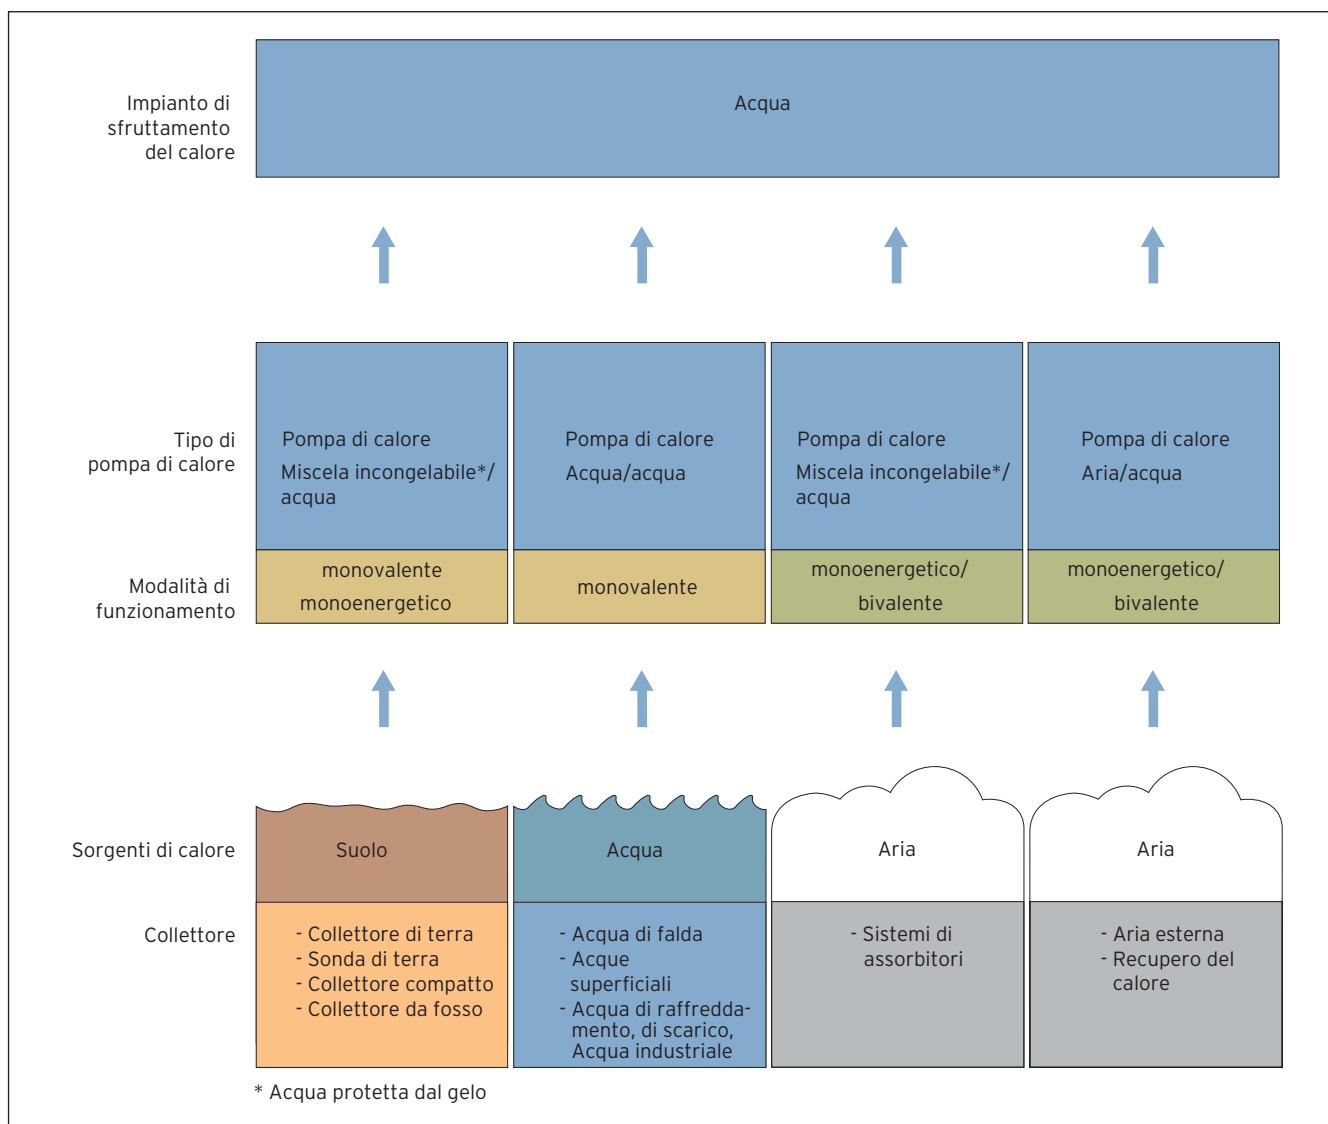 Impianto di
sfruttamento
del calore
Acqua
Tipo di
pompa di calore
Pompa di calore
Miscela incongelabile*/
acqua
Pompa di calore
Acqua/acqua
Pompa di calore
Miscela incongelabile*/
acqua
Pompa di calore
Aria/acqua
Modalità di
funzionamento
monovalente
monoenergetico
monovalente
monoenergetico/
bivalente
monoenergetico/
bivalente
Sorgenti di calore
Suolo
Acqua
Aria
Aria
Collettore
- Collettore di terra
- Sonda di terra
- Collettore compatto
- Collettore da fosso
- Acqua di falda
- Acque
superficiali
- Acqua di raffredda-
mento, di scarico,
Acqua industriale
- Sistemi di
assorbitori
- Aria esterna
- Recupero del
calore
* Acqua protetta dal gelo